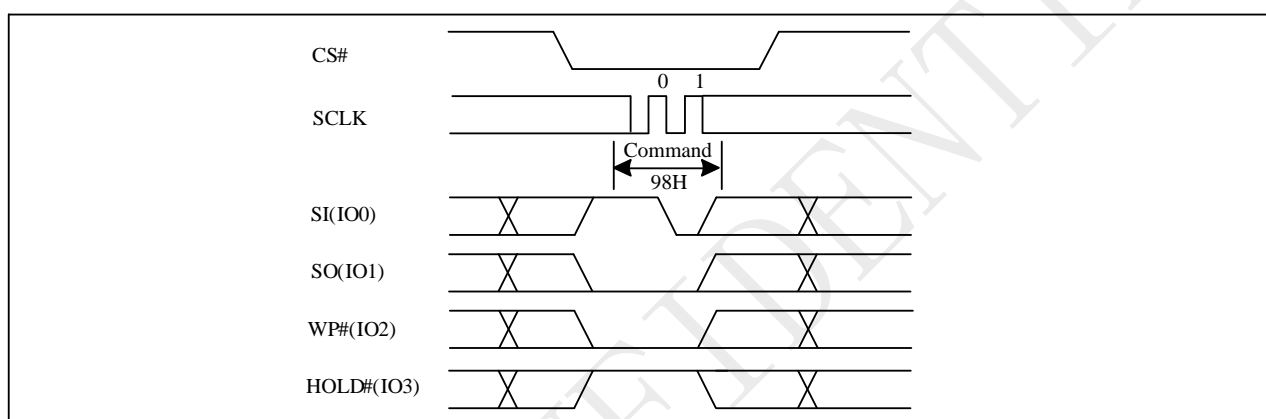 CS#
0 1
SCLK
Command
98H
SI(IO0)
SO(IO1)
WP#(IO2)
HOLD#(IO3)